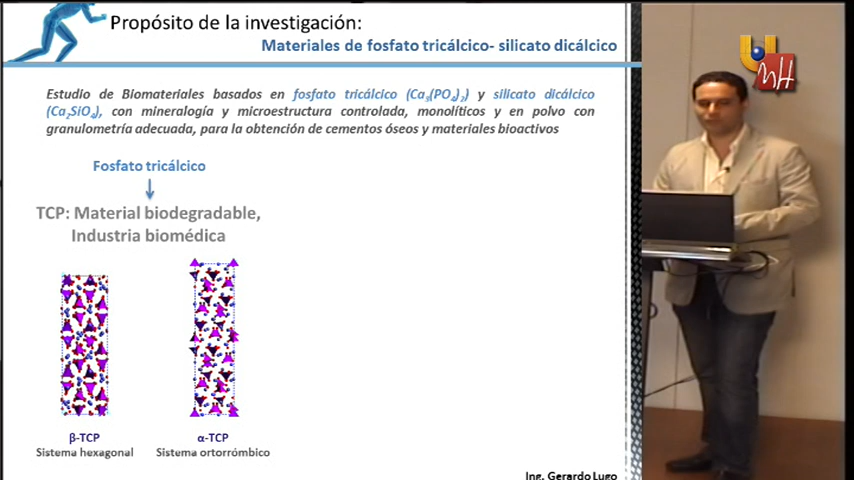 Propósito de la investigación:
Materiales de fosfato tricálcico- silicato dicálcico
Estudio de Biomateriales basados en fosfato tricálcico (Ca₃(PO₄)₂) y silicato dicálcico
(Ca₂SiO₄), con mineralogía y microestructura controlada, monolíticos y en polvo con
granulometría adecuada, para la obtención de cementos óseos y materiales bioactivos
Fosfato tricálcico
TCP: Material biodegradable,
Industria biomédica
β-TCP
Sistema hexagonal
α-TCP
Sistema ortorrómbico
Ing. Gerardo Lugo
UMH